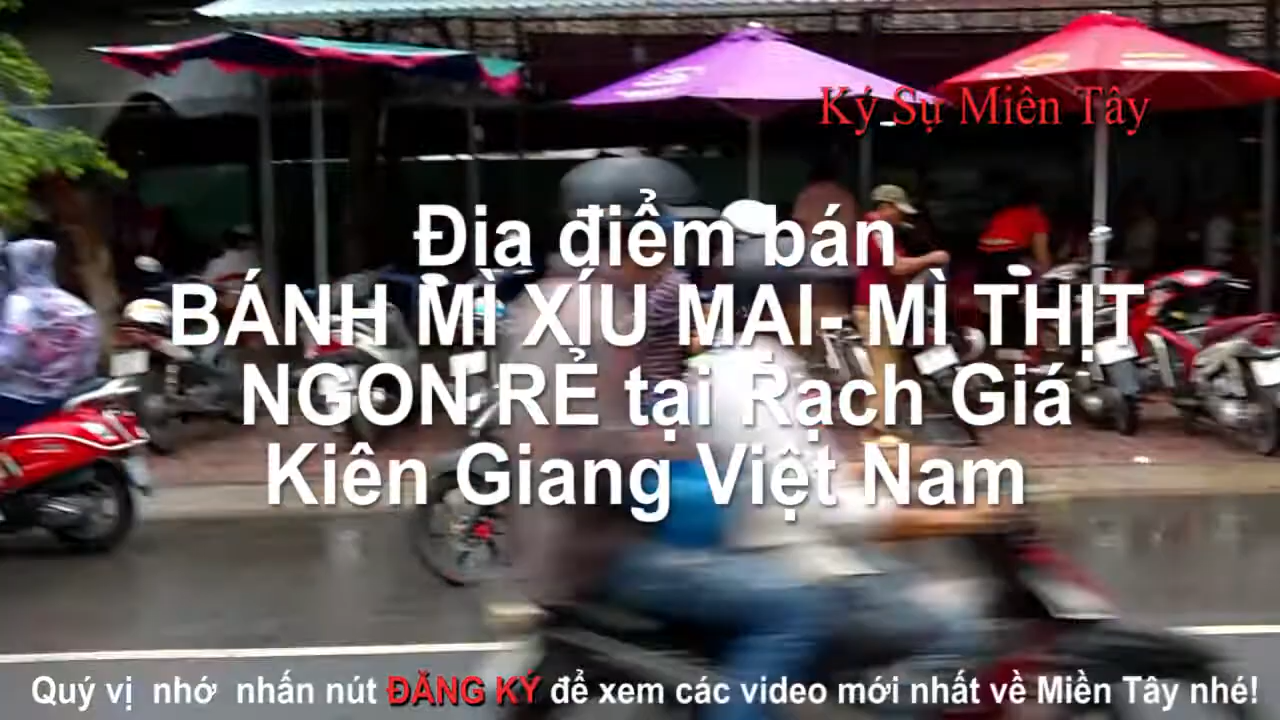 Ký Sự Miền Tây
Địa điểm bán
BÁNH MÌ XÍU MẠI- MÌ THỊT
NGON RẺ tại Rạch Giá
Kiên Giang Việt Nam
Quý vị nhớ nhấn nút ĐĂNG KÝ để xem các video mới nhất về Miền Tây nhé!